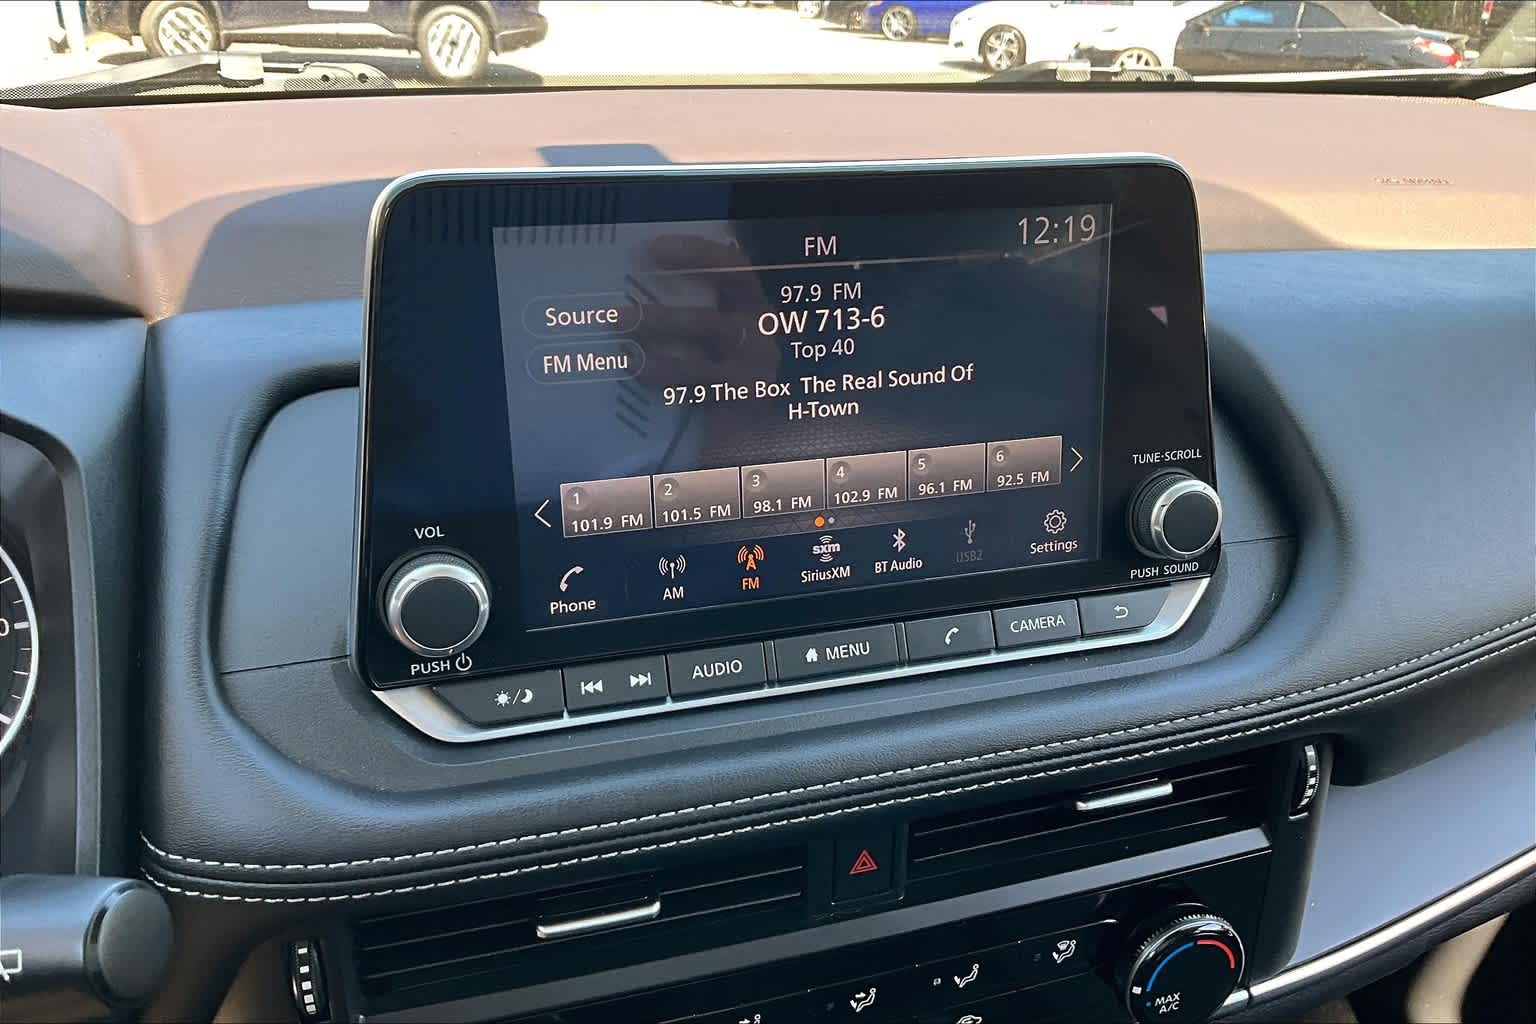 FM
12:19
Source
FM Menu
97.9 FM
OW 713-6
Top 40
97.9 The Box The Real Sound Of
H-Town
1
101.9 FM
2
101.5 FM
3
98.1 FM
4
102.9 FM
5
96.1 FM
6
92.5 FM
Phone
AM
FM
sxm
SiriusXM
BT Audio
USB2
Settings
VOL
PUSH
TUNE·SCROLL
PUSH SOUND
AUDIO
MENU
CAMERA
MAX
A/C
0